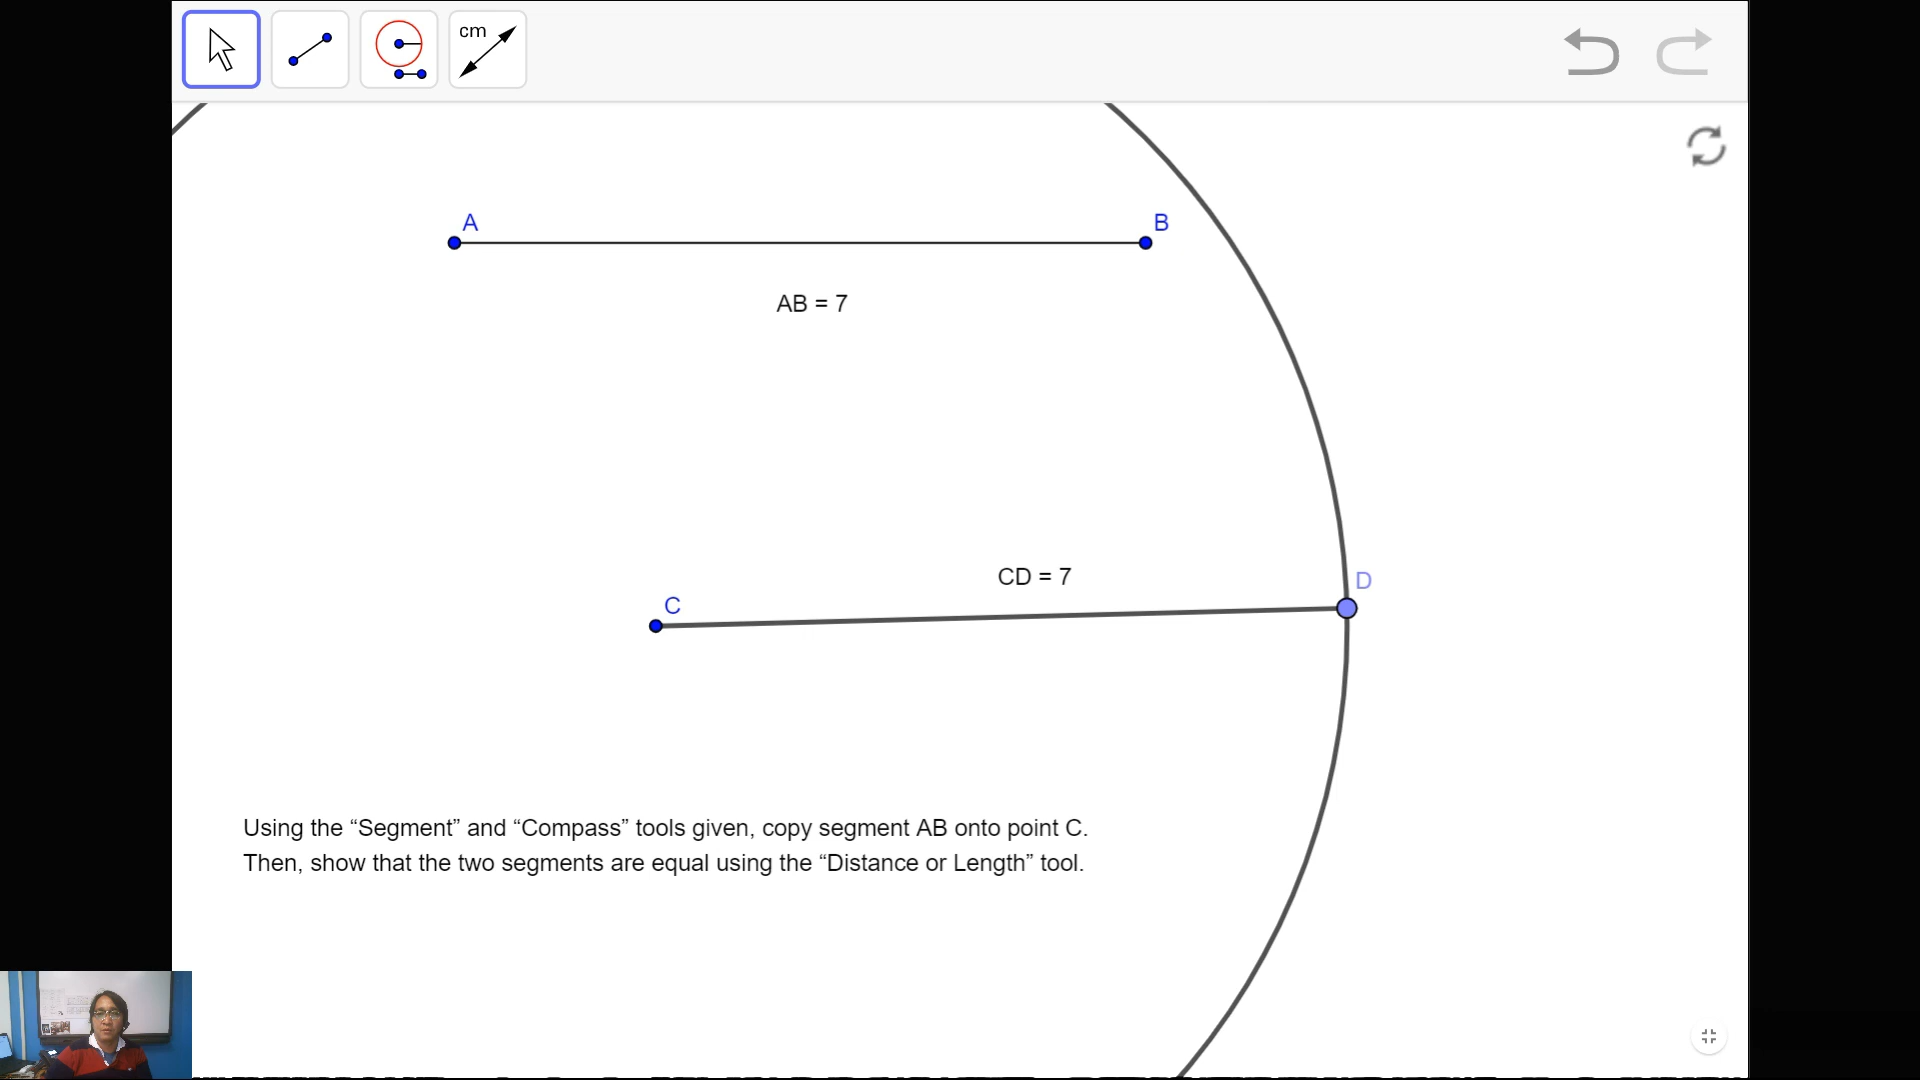 cm
A
B
AB = 7
CD = 7
D
C
Using the “Segment” and “Compass” tools given, copy segment AB onto point C.
Then, show that the two segments are equal using the “Distance or Length” tool.